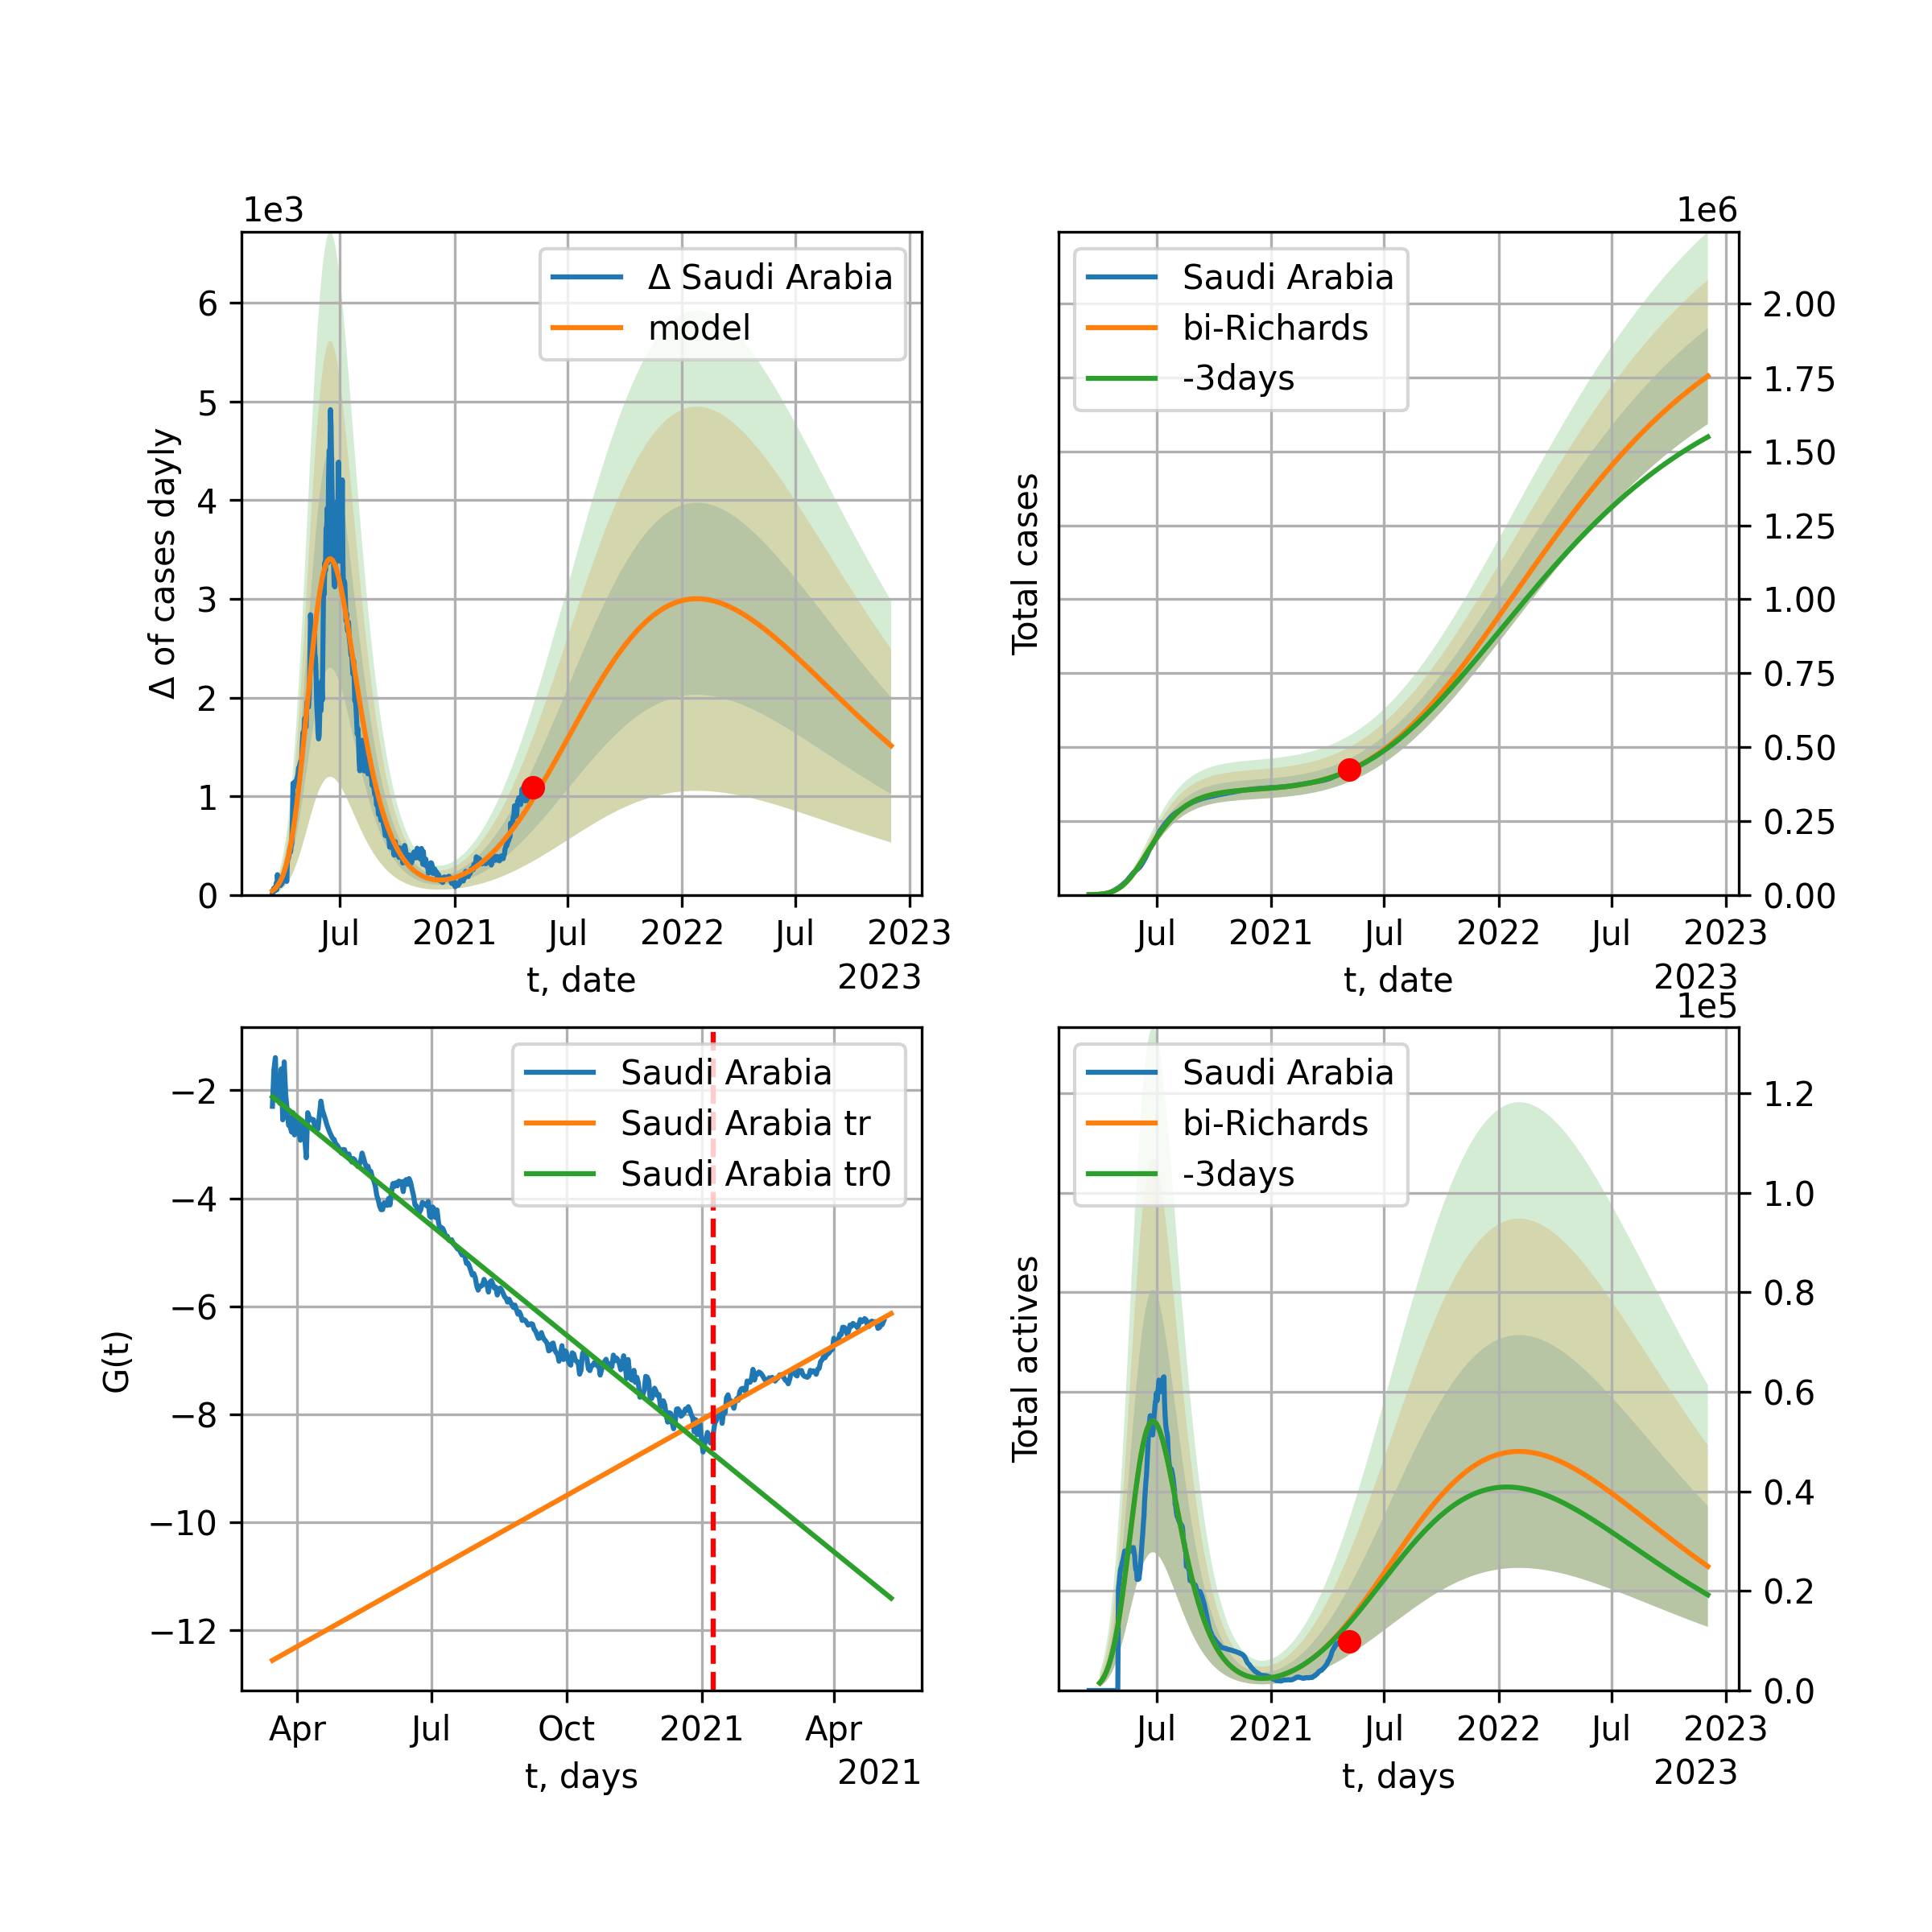 1e3
Δ Saudi Arabia
model
Δ of cases dayly
6
5
4
3
2
1
0
Jul 2021 Jul 2022 Jul 2023
t, date
2023
1e6
Saudi Arabia
bi-Richards
-3days
Total cases
2.00
1.75
1.50
1.25
1.00
0.75
0.50
0.25
0.00
Jul 2021 Jul 2022 Jul 2023
t, date
2023
Saudi Arabia
Saudi Arabia tr
Saudi Arabia tr0
G(t)
−2
−4
−6
−8
−10
−12
Apr Jul Oct 2021 Apr
t, days
2021
1e5
Saudi Arabia
bi-Richards
-3days
Total actives
1.2
1.0
0.8
0.6
0.4
0.2
0.0
Jul 2021 Jul 2022 Jul 2023
t, days
2023